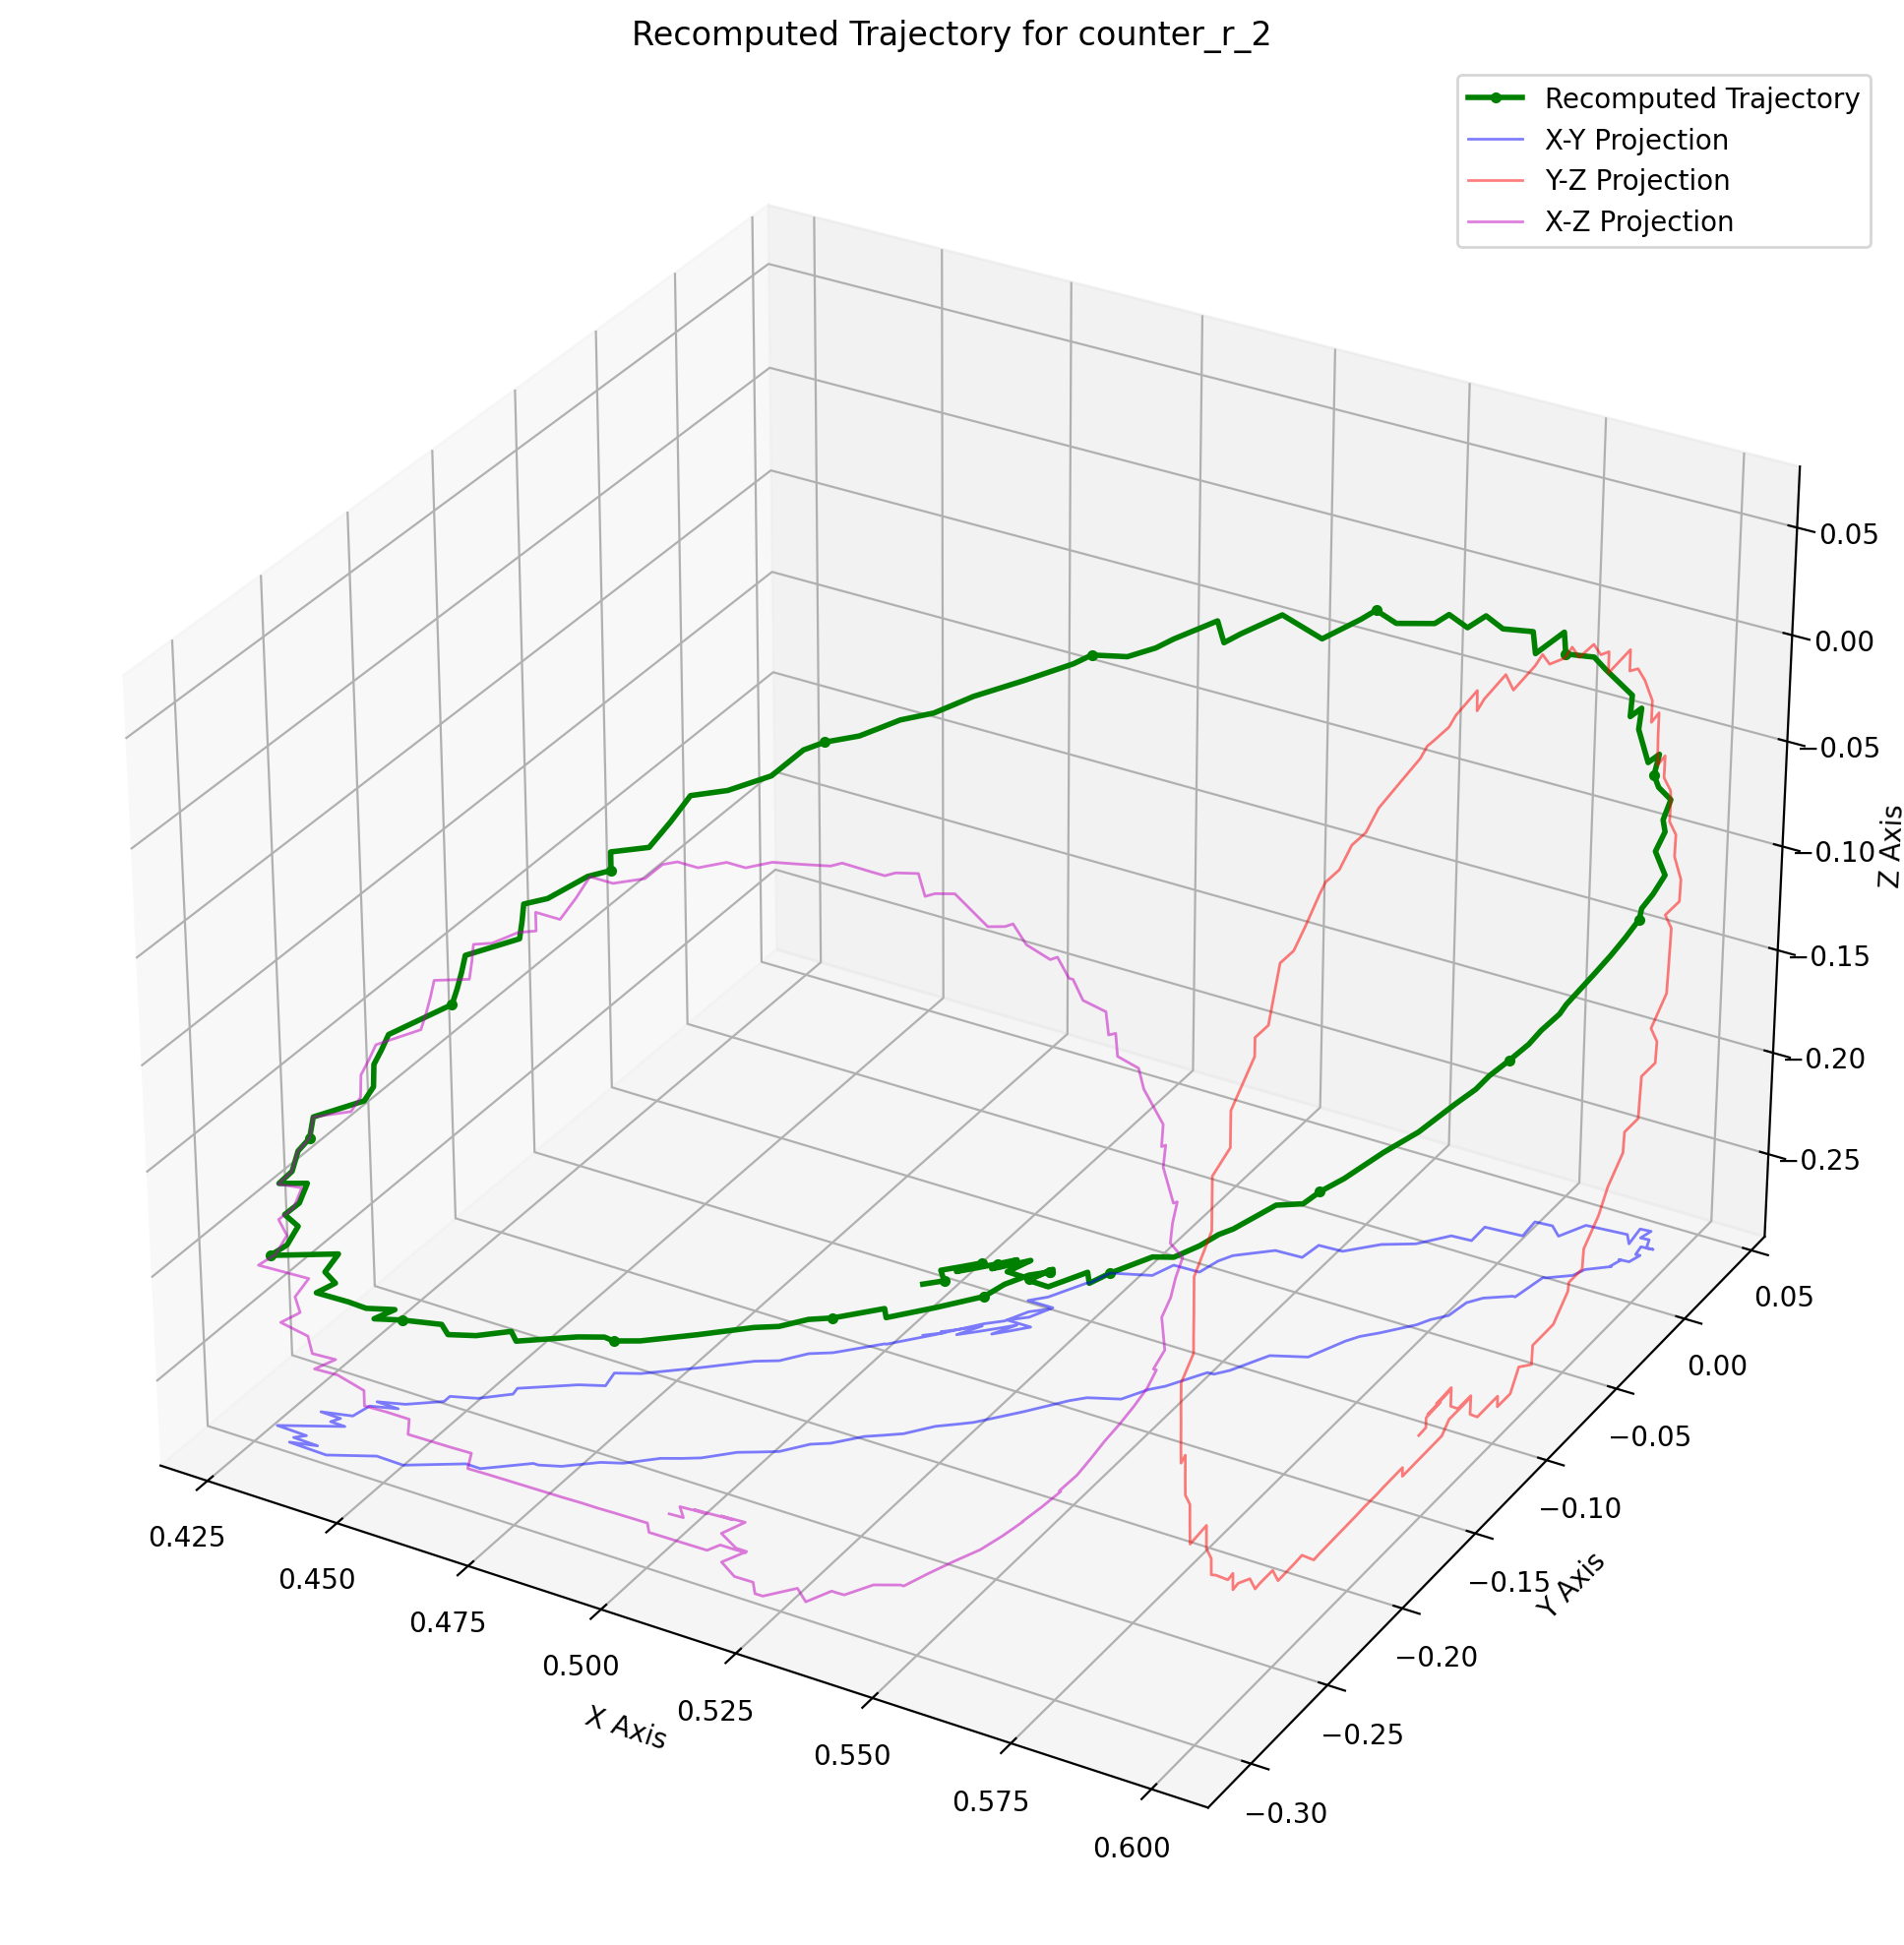 Recomputed Trajectory for counter_r_2
Recomputed Trajectory
X-Y Projection
Y-Z Projection
X-Z Projection
0.05
0.00
−0.05
−0.10
−0.15
−0.20
−0.25
Z Axis
0.05
0.00
−0.05
−0.10
−0.15
−0.20
−0.25
−0.30
Y Axis
0.425
0.450
0.475
0.500
0.525
0.550
0.575
0.600
X Axis